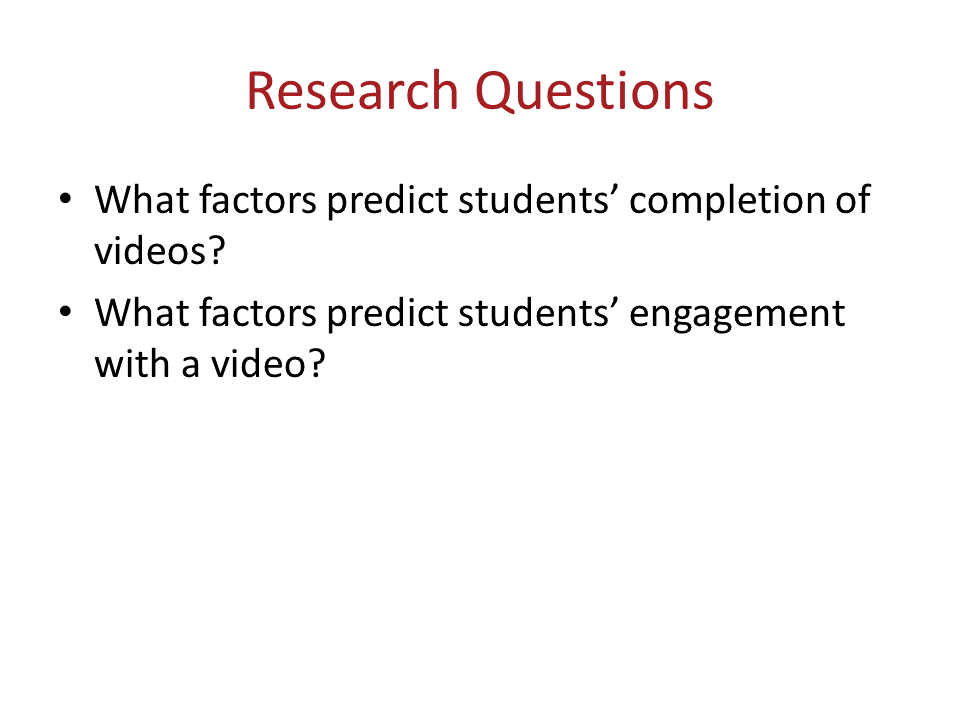 Research Questions
• What factors predict students’ completion of
videos?
• What factors predict students’ engagement
with a video?